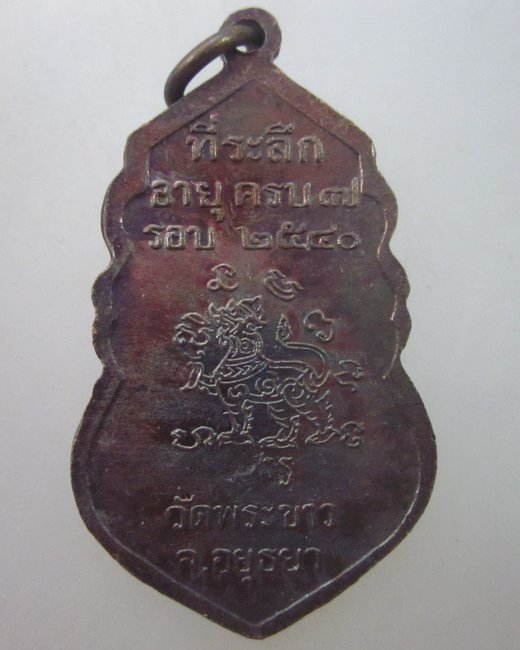 ที่ระลึก
อายุ ครบ ๗
รอบ ๒๕๔๐
วัดพระขาว
จ.อยุธยา